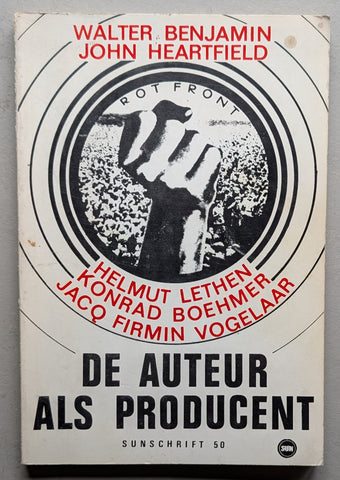 WALTER BENJAMIN
JOHN HEARTFIELD
ROT FRONT
HELMUT LETHEN
KONRAD BOEHMER
JACQ FIRMIN VOGELAAR
DE AUTEUR
ALS PRODUCENT
SUNSCHRIFT 50
SUN